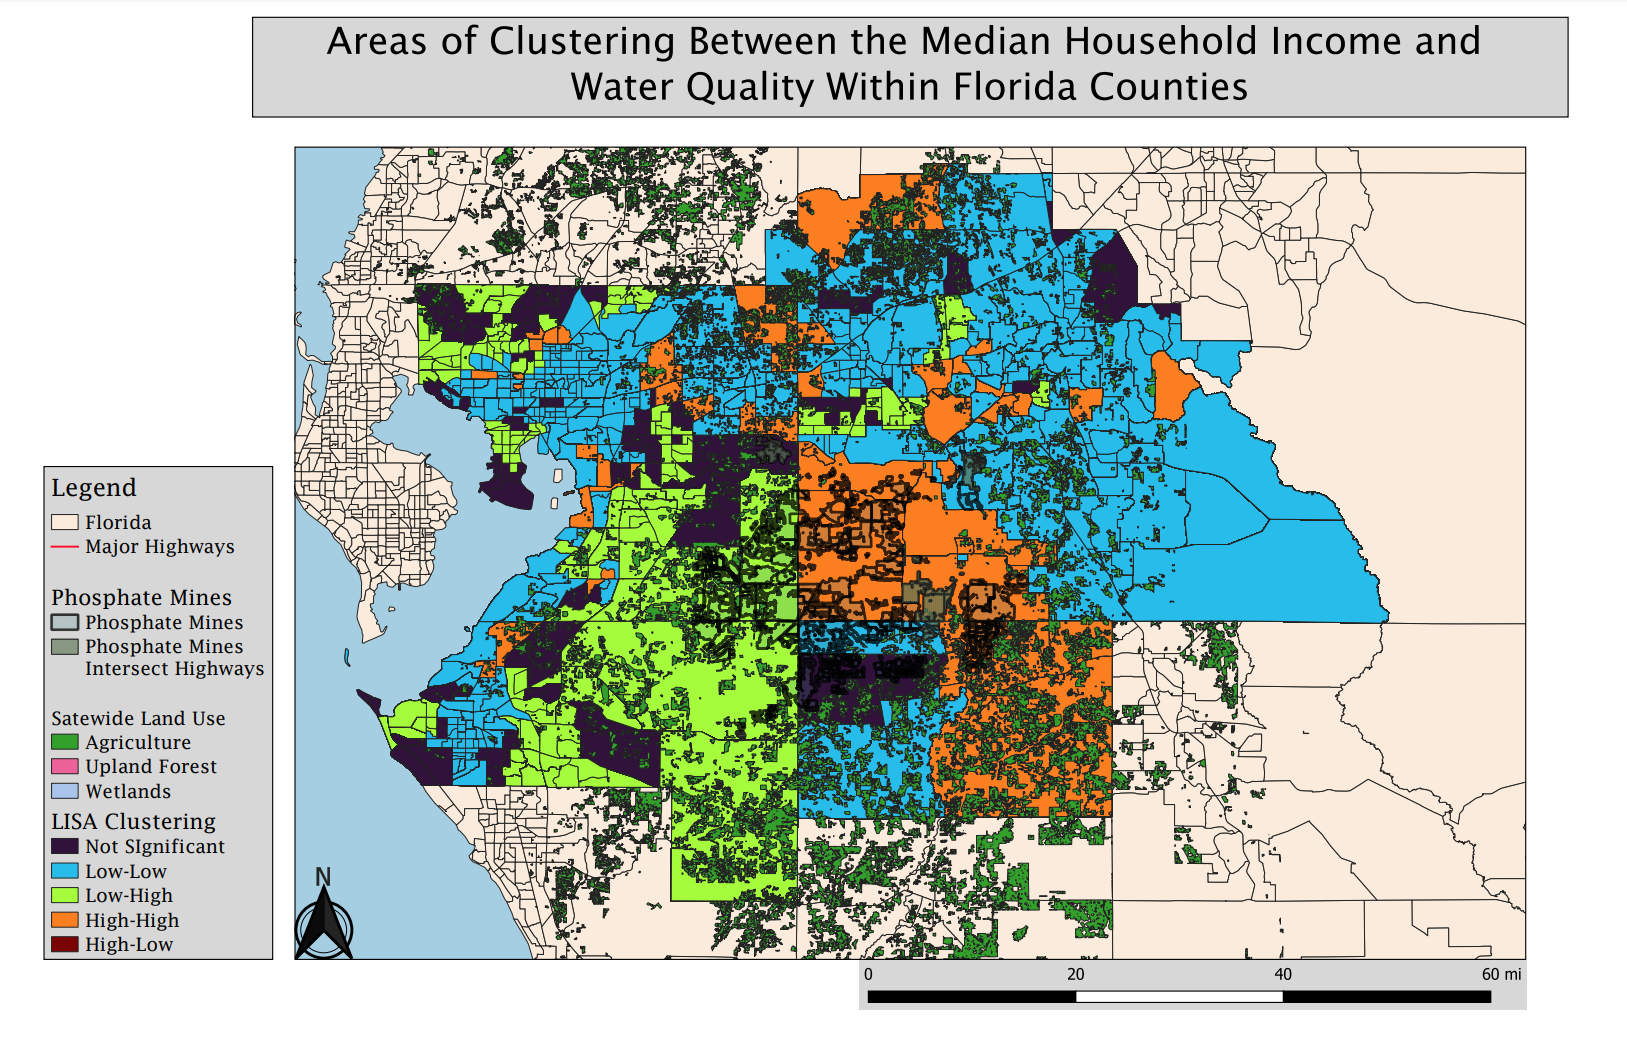 Areas of Clustering Between the Median Household Income and
Water Quality Within Florida Counties
Legend
Florida
Major Highways
Phosphate Mines
Phosphate Mines
Phosphate Mines
Intersect Highways
Satewide Land Use
Agriculture
Upland Forest
Wetlands
LISA Clustering
Not SIgnificant
Low-Low
Low-High
High-High
High-Low
N
0 20 40 60 mi